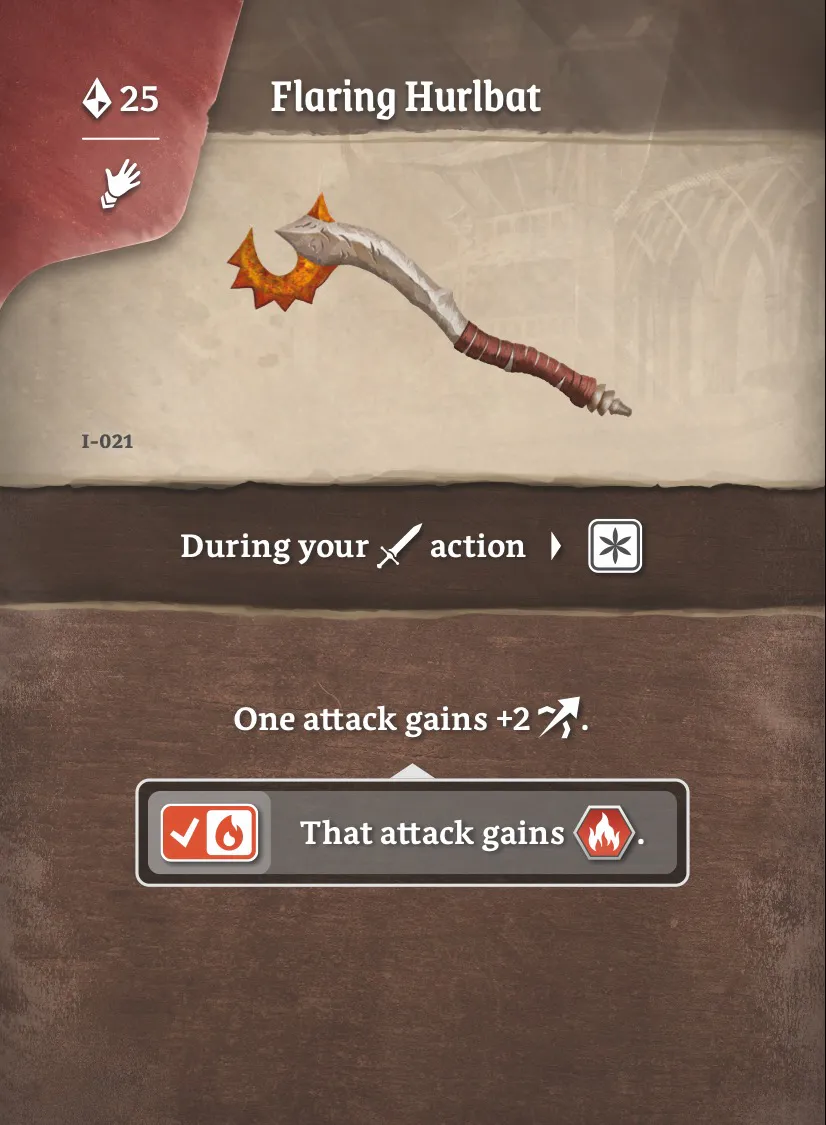 25
Flaring Hurlbat
I-021
During your action
One attack gains +2 .
That attack gains .